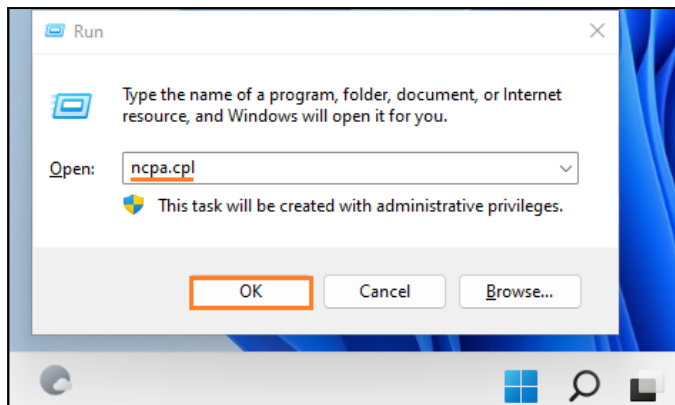 Run
Type the name of a program, folder, document, or Internet
resource, and Windows will open it for you.
Open: ncpa.cpl
This task will be created with administrative privileges.
OK Cancel Browse...